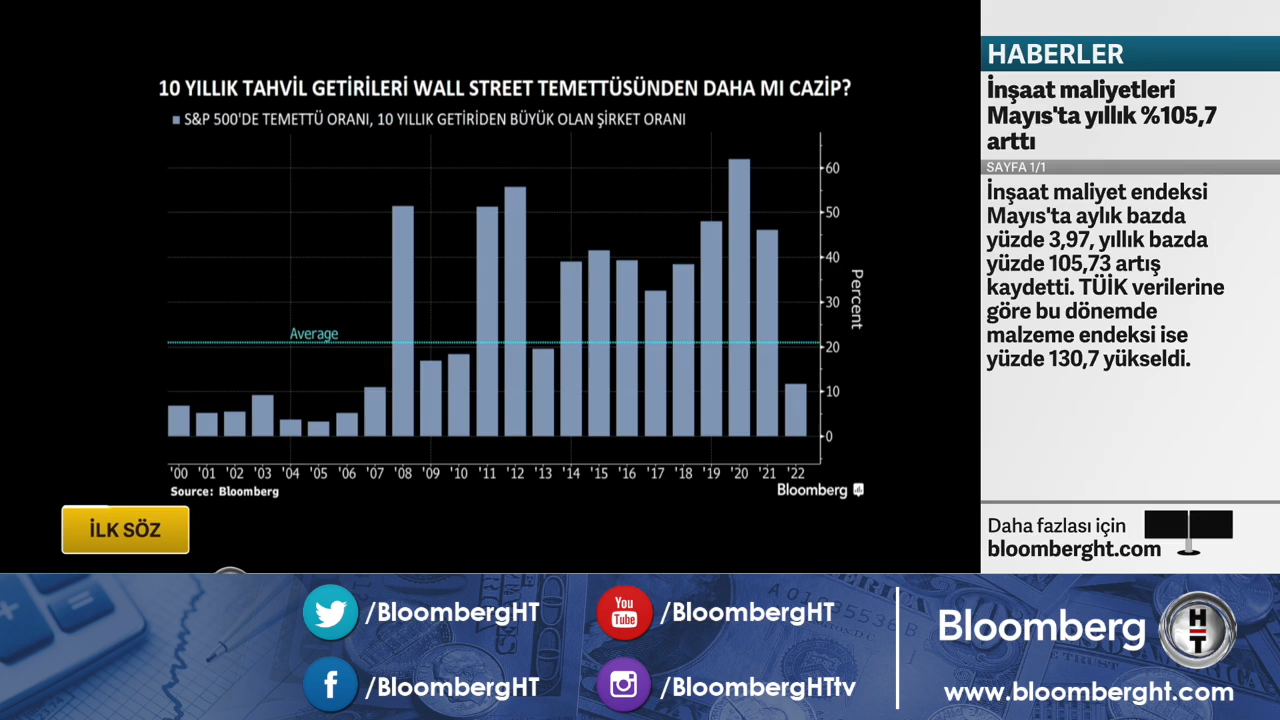 10 YILLIK TAHVİL GETİRİLERİ WALL STREET TEMETTÜSÜNDEN DAHA MI CAZİP?
S&P 500'DE TEMETTÜ ORANI, 10 YILLIK GETİRİDEN BÜYÜK OLAN ŞİRKET ORANI
60
50
40
30
20
10
0
Percent
Average
'00 '01 '02 '03 '04 '05 '06 '07 '08 '09 '10 '11 '12 '13 '14 '15 '16 '17 '18 '19 '20 '21 '22
Source: Bloomberg
Bloomberg
İLK SÖZ
HABERLER
İnşaat maliyetleri
Mayıs'ta yıllık %105,7
arttı
SAYFA 1/1
İnşaat maliyet endeksi
Mayıs'ta aylık bazda
yüzde 3,97, yıllık bazda
yüzde 105,73 artış
kaydetti. TÜİK verilerine
göre bu dönemde
malzeme endeksi ise
yüzde 130,7 yükseldi.
Daha fazlası için
bloomberght.com
/BloombergHT
You
Tube
/BloombergHT
/BloombergHT
/BloombergHTtv
Bloomberg
HT
www.bloomberght.com